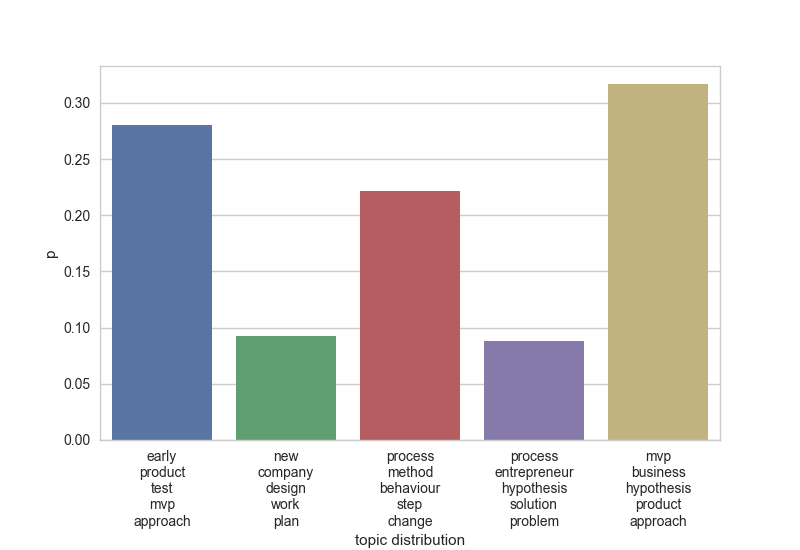 0.30
0.25
0.20
0.15
0.10
0.05
0.00
p
early
product
test
mvp
approach
new
company
design
work
plan
process
method
behaviour
step
change
process
entrepreneur
hypothesis
solution
problem
mvp
business
hypothesis
product
approach
topic distribution